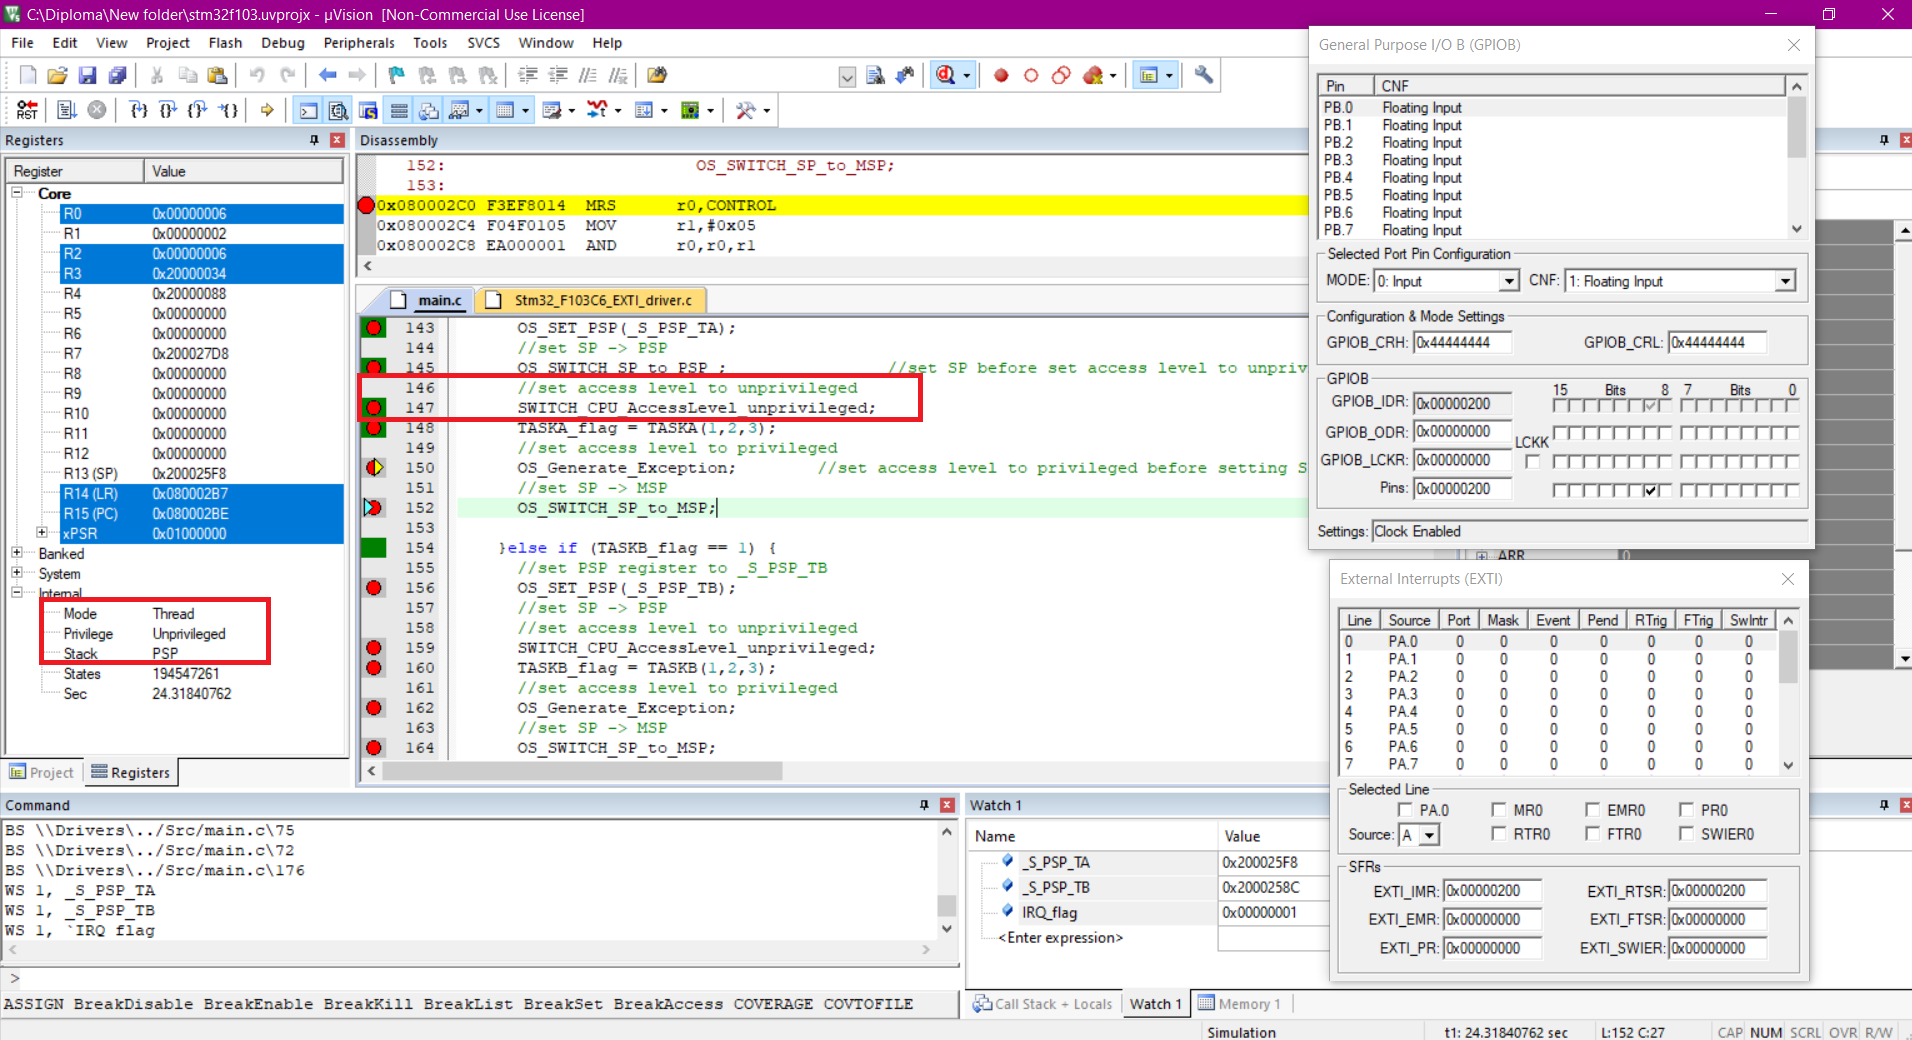 C:\Diploma\New folder\stm32f103.uvprojx - µVision  [Non-Commercial Use License]
File Edit View Project Flash Debug Peripherals Tools SVCS Window Help
RST
Registers
Register Value
Core
R0 0x00000006
R1 0x00000002
R2 0x00000006
R3 0x20000034
R4 0x20000088
R5 0x00000000
R6 0x00000000
R7 0x200027D8
R8 0x00000000
R9 0x00000000
R10 0x00000000
R11 0x00000000
R12 0x00000000
R13 (SP) 0x200025F8
R14 (LR) 0x080002B7
R15 (PC) 0x080002BE
xPSR 0x01000000
Banked
System
Internal
Mode Thread
Privilege Unprivileged
Stack PSP
States 194547261
Sec 24.31840762
Project Registers
Disassembly
152: OS_SWITCH_SP_to_MSP;
153:
0x080002C0 F3EF8014 MRS r0,CONTROL
0x080002C4 F04F0105 MOV r1,#0x05
0x080002C8 EA000001 AND r0,r0,r1
main.c Stm32_F103C6_EXTI_driver.c
143 OS_SET_PSP(_S_PSP_TA);
144 //set SP -> PSP
145 OS_SWITCH_SP_to_PSP ; //set SP before set access level to unpriv
146 //set access level to unprivileged
147 SWITCH_CPU_AccessLevel_unprivileged;
148 TASKA_flag = TASKA(1,2,3);
149 //set access level to privileged
150 OS_Generate_Exception; //set access level to privileged before setting S
151 //set SP -> MSP
152 OS_SWITCH_SP_to_MSP;
153
154 }else if (TASKB_flag == 1) {
155 //set PSP register to _S_PSP_TB
156 OS_SET_PSP(_S_PSP_TB);
157 //set SP -> PSP
158 //set access level to unprivileged
159 SWITCH_CPU_AccessLevel_unprivileged;
160 TASKB_flag = TASKB(1,2,3);
161 //set access level to privileged
162 OS_Generate_Exception;
163 //set SP -> MSP
164 OS_SWITCH_SP_to_MSP;
General Purpose I/O B (GPIOB)
Pin CNF
PB.0 Floating Input
PB.1 Floating Input
PB.2 Floating Input
PB.3 Floating Input
PB.4 Floating Input
PB.5 Floating Input
PB.6 Floating Input
PB.7 Floating Input
Selected Port Pin Configuration
MODE: 0: Input CNF: 1: Floating Input
Configuration & Mode Settings
GPIOB_CRH: 0x44444444 GPIOB_CRL: 0x44444444
GPIOB
15 Bits 8 7 Bits 0
GPIOB_IDR: 0x00000200
GPIOB_ODR: 0x00000000
LCKK
GPIOB_LCKR: 0x00000000
Pins: 0x00000200
Settings: Clock Enabled
ARR 0
External Interrupts (EXTI)
Line Source Port Mask Event Pend RTrig FTrig SwIntr
0 PA.0 0 0 0 0 0 0 0
1 PA.1 0 0 0 0 0 0 0
2 PA.2 0 0 0 0 0 0 0
3 PA.3 0 0 0 0 0 0 0
4 PA.4 0 0 0 0 0 0 0
5 PA.5 0 0 0 0 0 0 0
6 PA.6 0 0 0 0 0 0 0
7 PA.7 0 0 0 0 0 0 0
Selected Line
PA.0 MR0 EMR0 PR0
Source: A RTR0 FTR0 SWIER0
SFRs
EXTI_IMR: 0x00000200 EXTI_RTSR: 0x00000200
EXTI_EMR: 0x00000000 EXTI_FTSR: 0x00000000
EXTI_PR: 0x00000000 EXTI_SWIER: 0x00000000
Command
BS \\Drivers\../Src/main.c\75
BS \\Drivers\../Src/main.c\72
BS \\Drivers\../Src/main.c\176
WS 1, _S_PSP_TA
WS 1, _S_PSP_TB
WS 1, `IRQ flag
>
ASSIGN BreakDisable BreakEnable BreakKill BreakList BreakSet BreakAccess COVERAGE COVTOFILE
Watch 1
Name Value
_S_PSP_TA 0x200025F8
_S_PSP_TB 0x2000258C
IRQ_flag 0x00000001
<Enter expression>
Call Stack + Locals Watch 1 Memory 1
Simulation t1: 24.31840762 sec L:152 C:27 CAP NUM SCRL OVR R/W